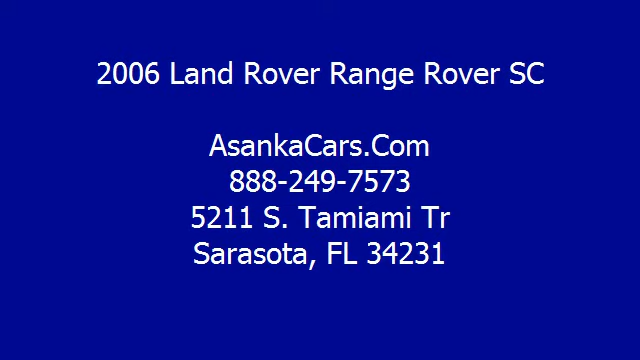 2006 Land Rover Range Rover SC
AsankaCars.Com
888-249-7573
5211 S. Tamiami Tr
Sarasota, FL 34231